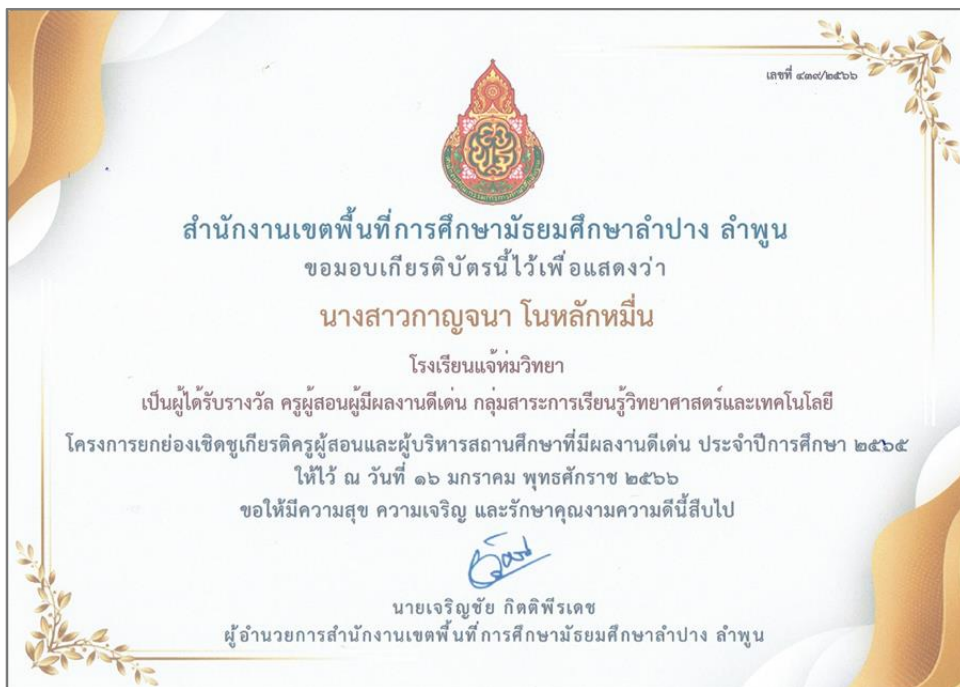 เลขที่ ๔๓๙/๒๕๖๖
สำนักงานเขตพื้นที่การศึกษามัธยมศึกษาลำปาง ลำพูน
ขอมอบเกียรติบัตรนี้ไว้เพื่อแสดงว่า
นางสาวกาญจนา โนหลักหมื่น
โรงเรียนแจ้ห่มวิทยา
เป็นผู้ได้รับรางวัล ครูผู้สอนผู้มีผลงานดีเด่น กลุ่มสาระการเรียนรู้วิทยาศาสตร์และเทคโนโลยี
โครงการยกย่องเชิดชูเกียรติครูผู้สอนและผู้บริหารสถานศึกษาที่มีผลงานดีเด่น ประจำปีการศึกษา ๒๕๖๕
ให้ไว้ ณ วันที่ ๑๖ มกราคม พุทธศักราช ๒๕๖๖
ขอให้มีความสุข ความเจริญ และรักษาคุณงามความดีนี้สืบไป
นายเจริญชัย กิตติพีรเดช
ผู้อำนวยการสำนักงานเขตพื้นที่การศึกษามัธยมศึกษาลำปาง ลำพูน